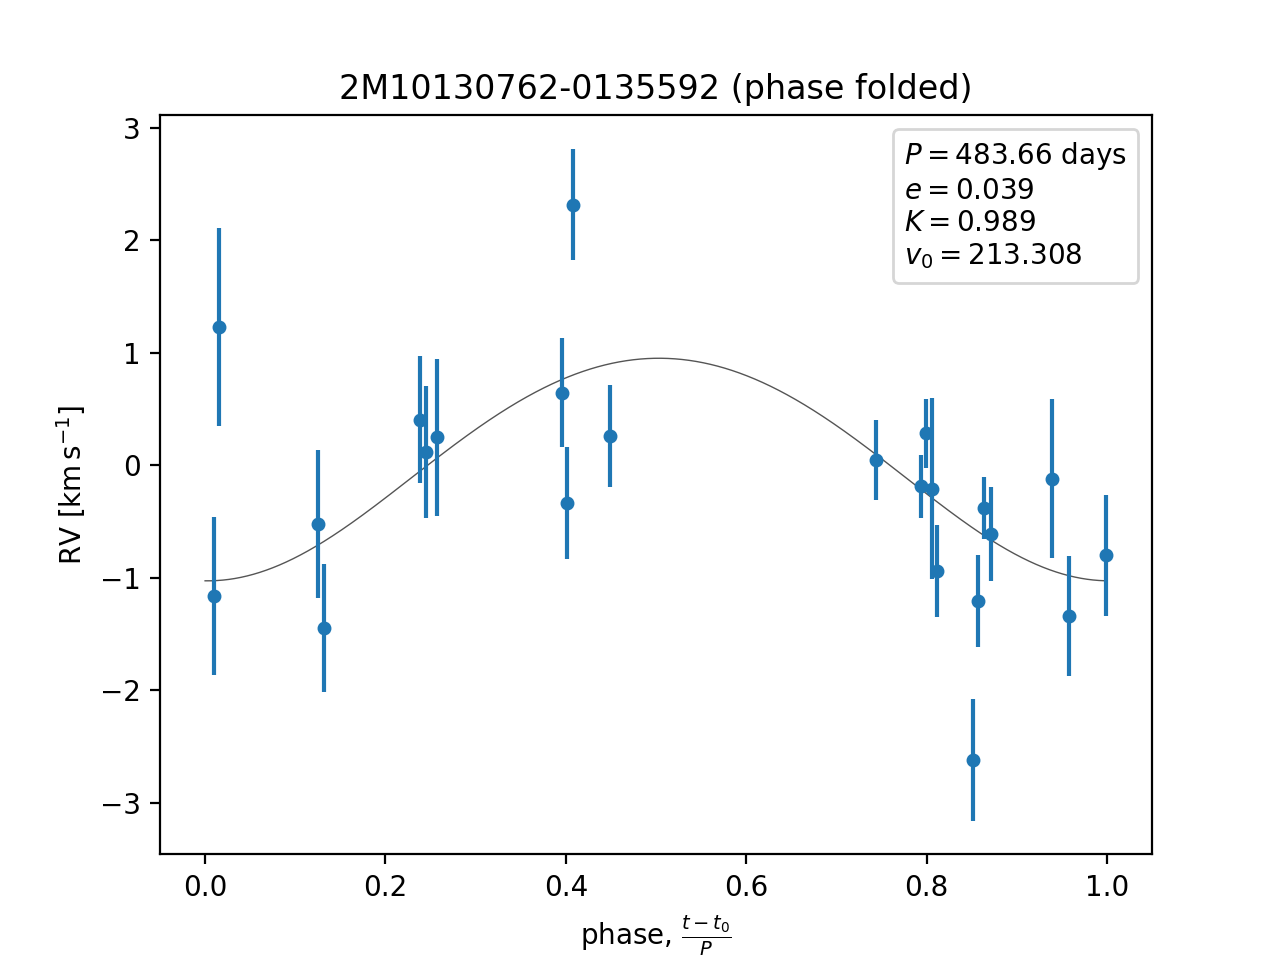 2M10130762-0135592 (phase folded)
P = 483.66 days
e = 0.039
K = 0.989
v₀ = 213.308
3
2
1
0
−1
−2
−3
RV [km s⁻¹]
0.0 0.2 0.4 0.6 0.8 1.0
phase, (t − t₀)/P